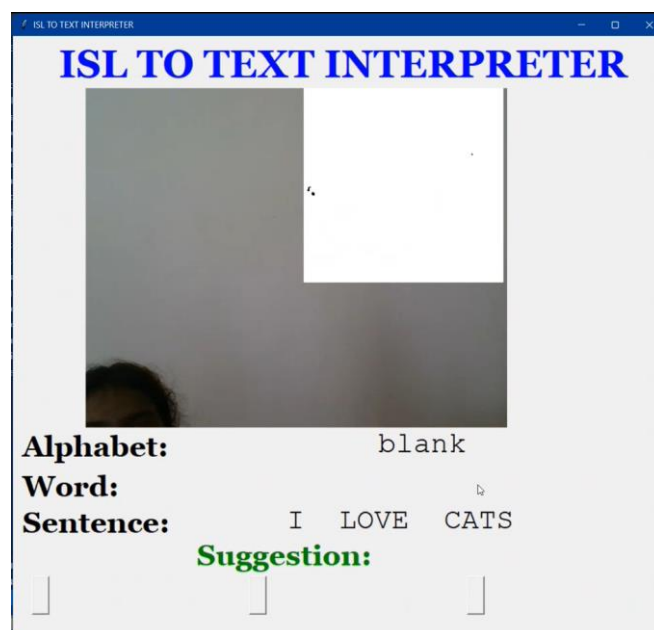 ISL TO TEXT INTERPRETER
ISL TO TEXT INTERPRETER
Alphabet: blank
Word:
Sentence: I LOVE CATS
Suggestion: